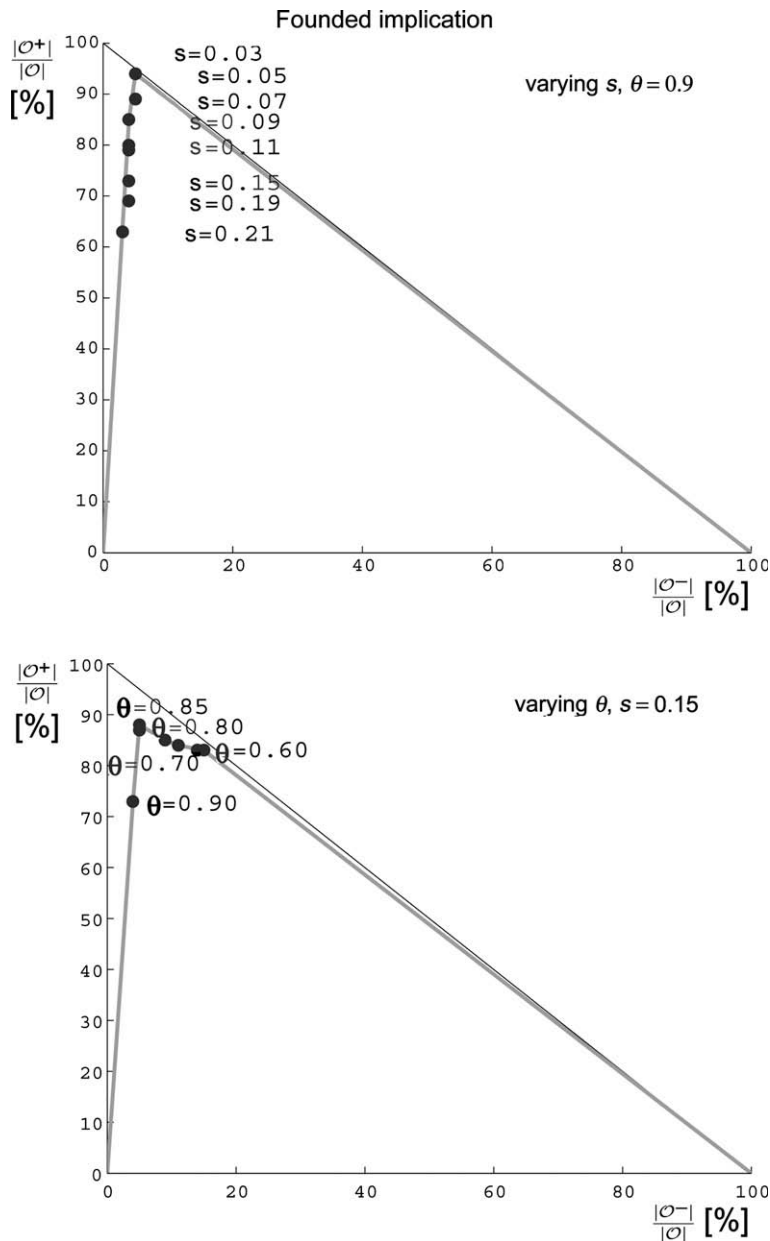 Founded implication
|𝒪⁺|
|𝒪|
[%]
100
90
80
70
60
50
40
30
20
10
0
s=0.03
s=0.05
s=0.07
s=0.09
s=0.11
s=0.15
s=0.19
s=0.21
varying s, θ = 0.9
0 20 40 60 80 100
|𝒪⁻|
|𝒪| [%]
|𝒪⁺|
|𝒪|
[%]
100
90
80
70
60
50
40
30
20
10
0
θ=0.85
θ=0.80
θ=0.60
θ=0.70
θ=0.90
varying θ, s = 0.15
0 20 40 60 80 100
|𝒪⁻|
|𝒪| [%]